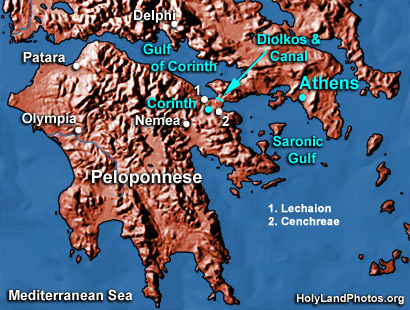 Delphi
Gulf
of Corinth
Diolkos &
Canal
Patara
Athens
1
Corinth
2
Olympia
Nemea
Saronic
Gulf
Peloponnese
1. Lechaion
2. Cenchreae
Mediterranean Sea
HolyLandPhotos.org